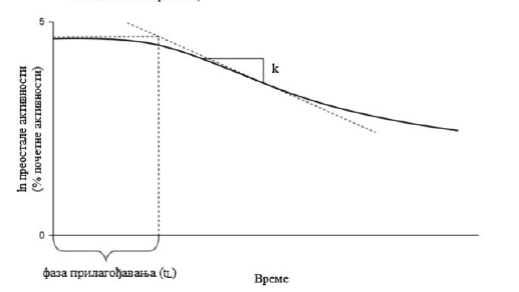 5
ln преостале активности
(% почетне активности)
k
0
фаза прилагођавања (tL)
Време